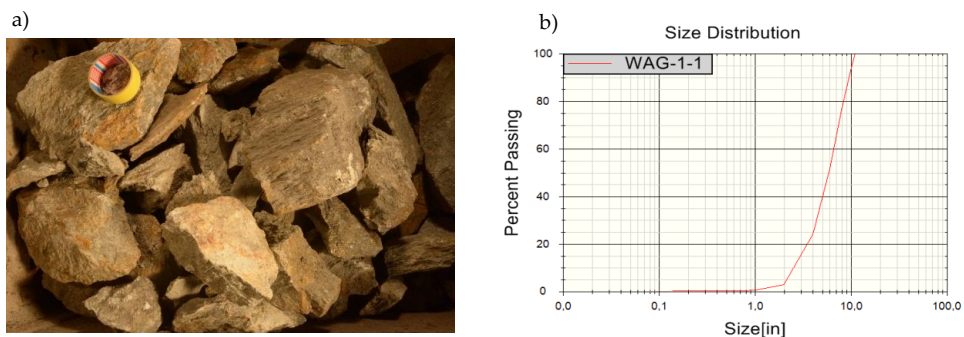 a)
b)
Size Distribution
WAG-1-1
Percent Passing
100
80
60
40
20
0
0,0
0,1
1,0
10,0
100,0
Size[in]